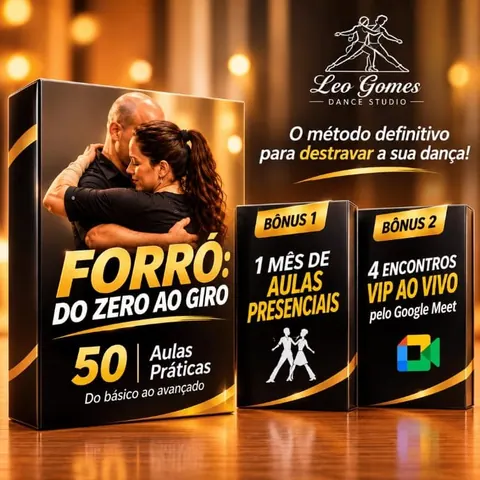 Leo Gomes
DANCE STUDIO
O método definitivo
para destravar a sua dança!
FORRÓ:
DO ZERO AO GIRO
50 Aulas
Práticas
Do básico ao avançado
BÔNUS 1
1 MÊS DE
AULAS
PRESENCIAIS
BÔNUS 2
4 ENCONTROS
VIP AO VIVO
pelo Google Meet